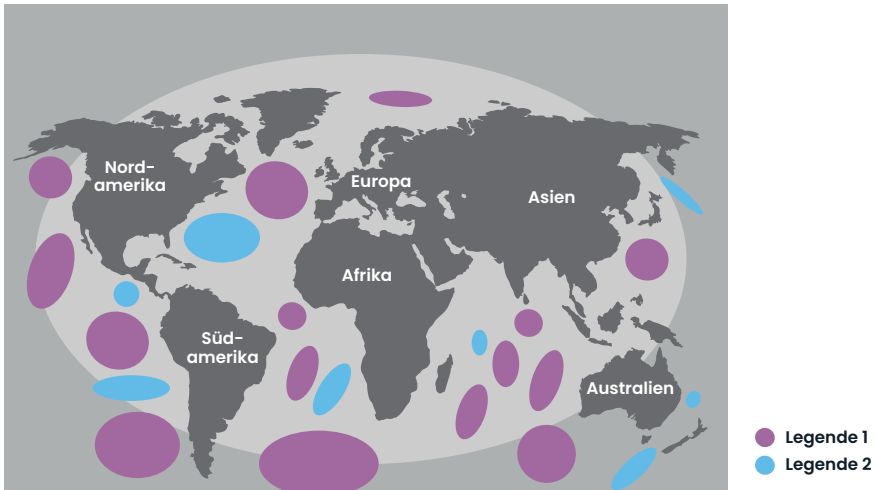 Nord-
amerika
Europa
Asien
Afrika
Süd-
amerika
Australien
Legende 1
Legende 2